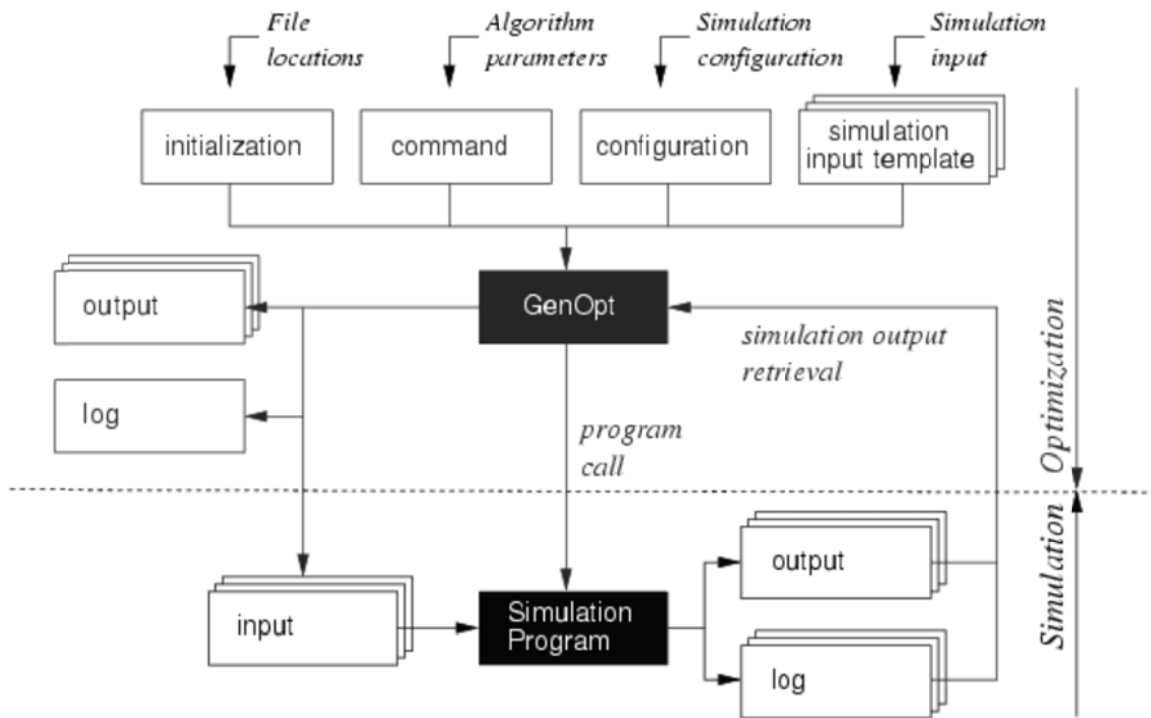 File
locations
Algorithm
parameters
Simulation
configuration
Simulation
input
initialization
command
configuration
simulation
input template
output
GenOpt
simulation output
retrieval
log
program
call
Optimization
Simulation
input
Simulation
Program
output
log